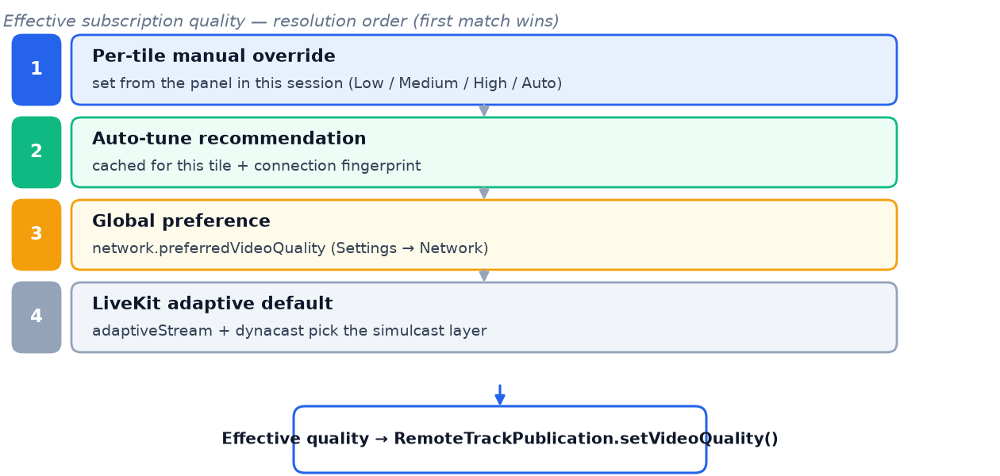 Effective subscription quality — resolution order (first match wins)
1
Per-tile manual override
set from the panel in this session (Low / Medium / High / Auto)
2
Auto-tune recommendation
cached for this tile + connection fingerprint
3
Global preference
network.preferredVideoQuality (Settings → Network)
4
LiveKit adaptive default
adaptiveStream + dynacast pick the simulcast layer
Effective quality → RemoteTrackPublication.setVideoQuality()